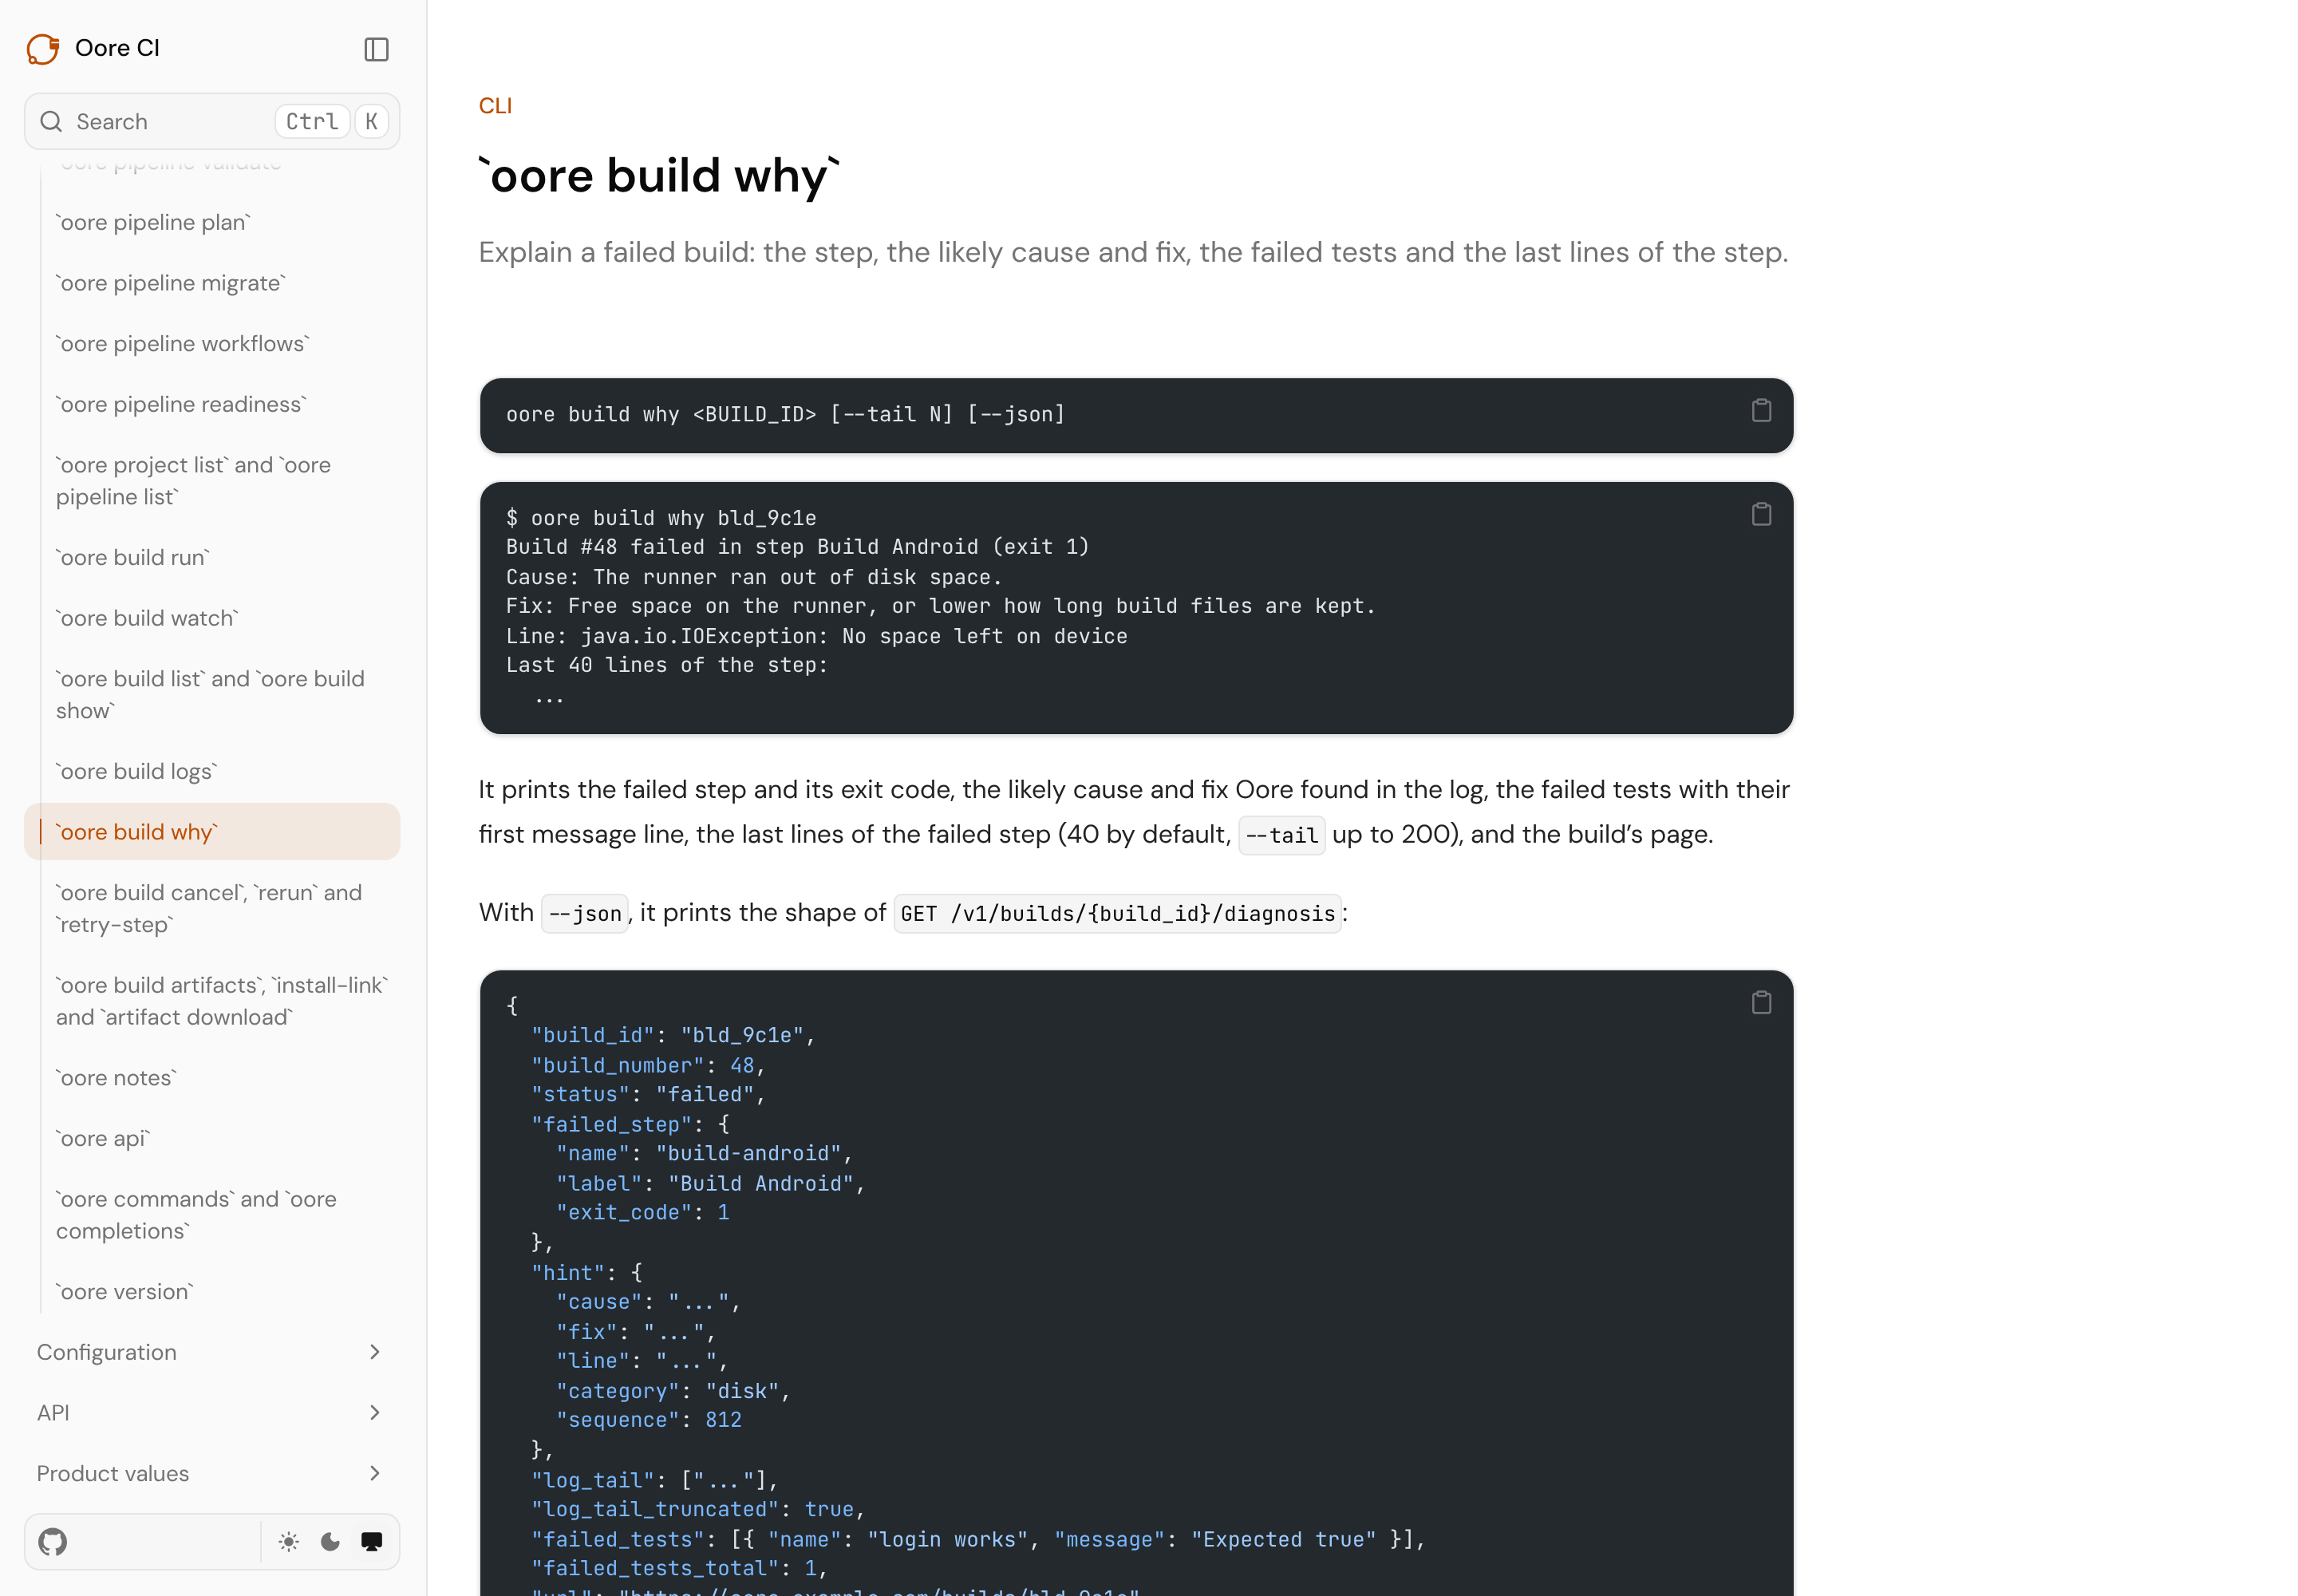 Oore CI
Search
Ctrl
K
`oore pipeline validate`
`oore pipeline plan`
`oore pipeline migrate`
`oore pipeline workflows`
`oore pipeline readiness`
`oore project list` and `oore
pipeline list`
`oore build run`
`oore build watch`
`oore build list` and `oore build
show`
`oore build logs`
`oore build why`
`oore build cancel`, `rerun` and
`retry-step`
`oore build artifacts`, `install-link`
and `artifact download`
`oore notes`
`oore api`
`oore commands` and `oore
completions`
`oore version`
Configuration
API
Product values
CLI
`oore build why`
Explain a failed build: the step, the likely cause and fix, the failed tests and the last lines of the step.
oore build why <BUILD_ID> [--tail N] [--json]
$ oore build why bld_9c1e
Build #48 failed in step Build Android (exit 1)
Cause: The runner ran out of disk space.
Fix: Free space on the runner, or lower how long build files are kept.
Line: java.io.IOException: No space left on device
Last 40 lines of the step:
...
It prints the failed step and its exit code, the likely cause and fix Oore found in the log, the failed tests with their
first message line, the last lines of the failed step (40 by default, --tail up to 200), and the build’s page.
With --json, it prints the shape of GET /v1/builds/{build_id}/diagnosis:
{
"build_id": "bld_9c1e",
"build_number": 48,
"status": "failed",
"failed_step": {
"name": "build-android",
"label": "Build Android",
"exit_code": 1
},
"hint": {
"cause": "...",
"fix": "...",
"line": "...",
"category": "disk",
"sequence": 812
},
"log_tail": ["..."],
"log_tail_truncated": true,
"failed_tests": [{ "name": "login works", "message": "Expected true" }],
"failed_tests_total": 1,
"url": "https://oore.example.com/builds/bld_9c1e"